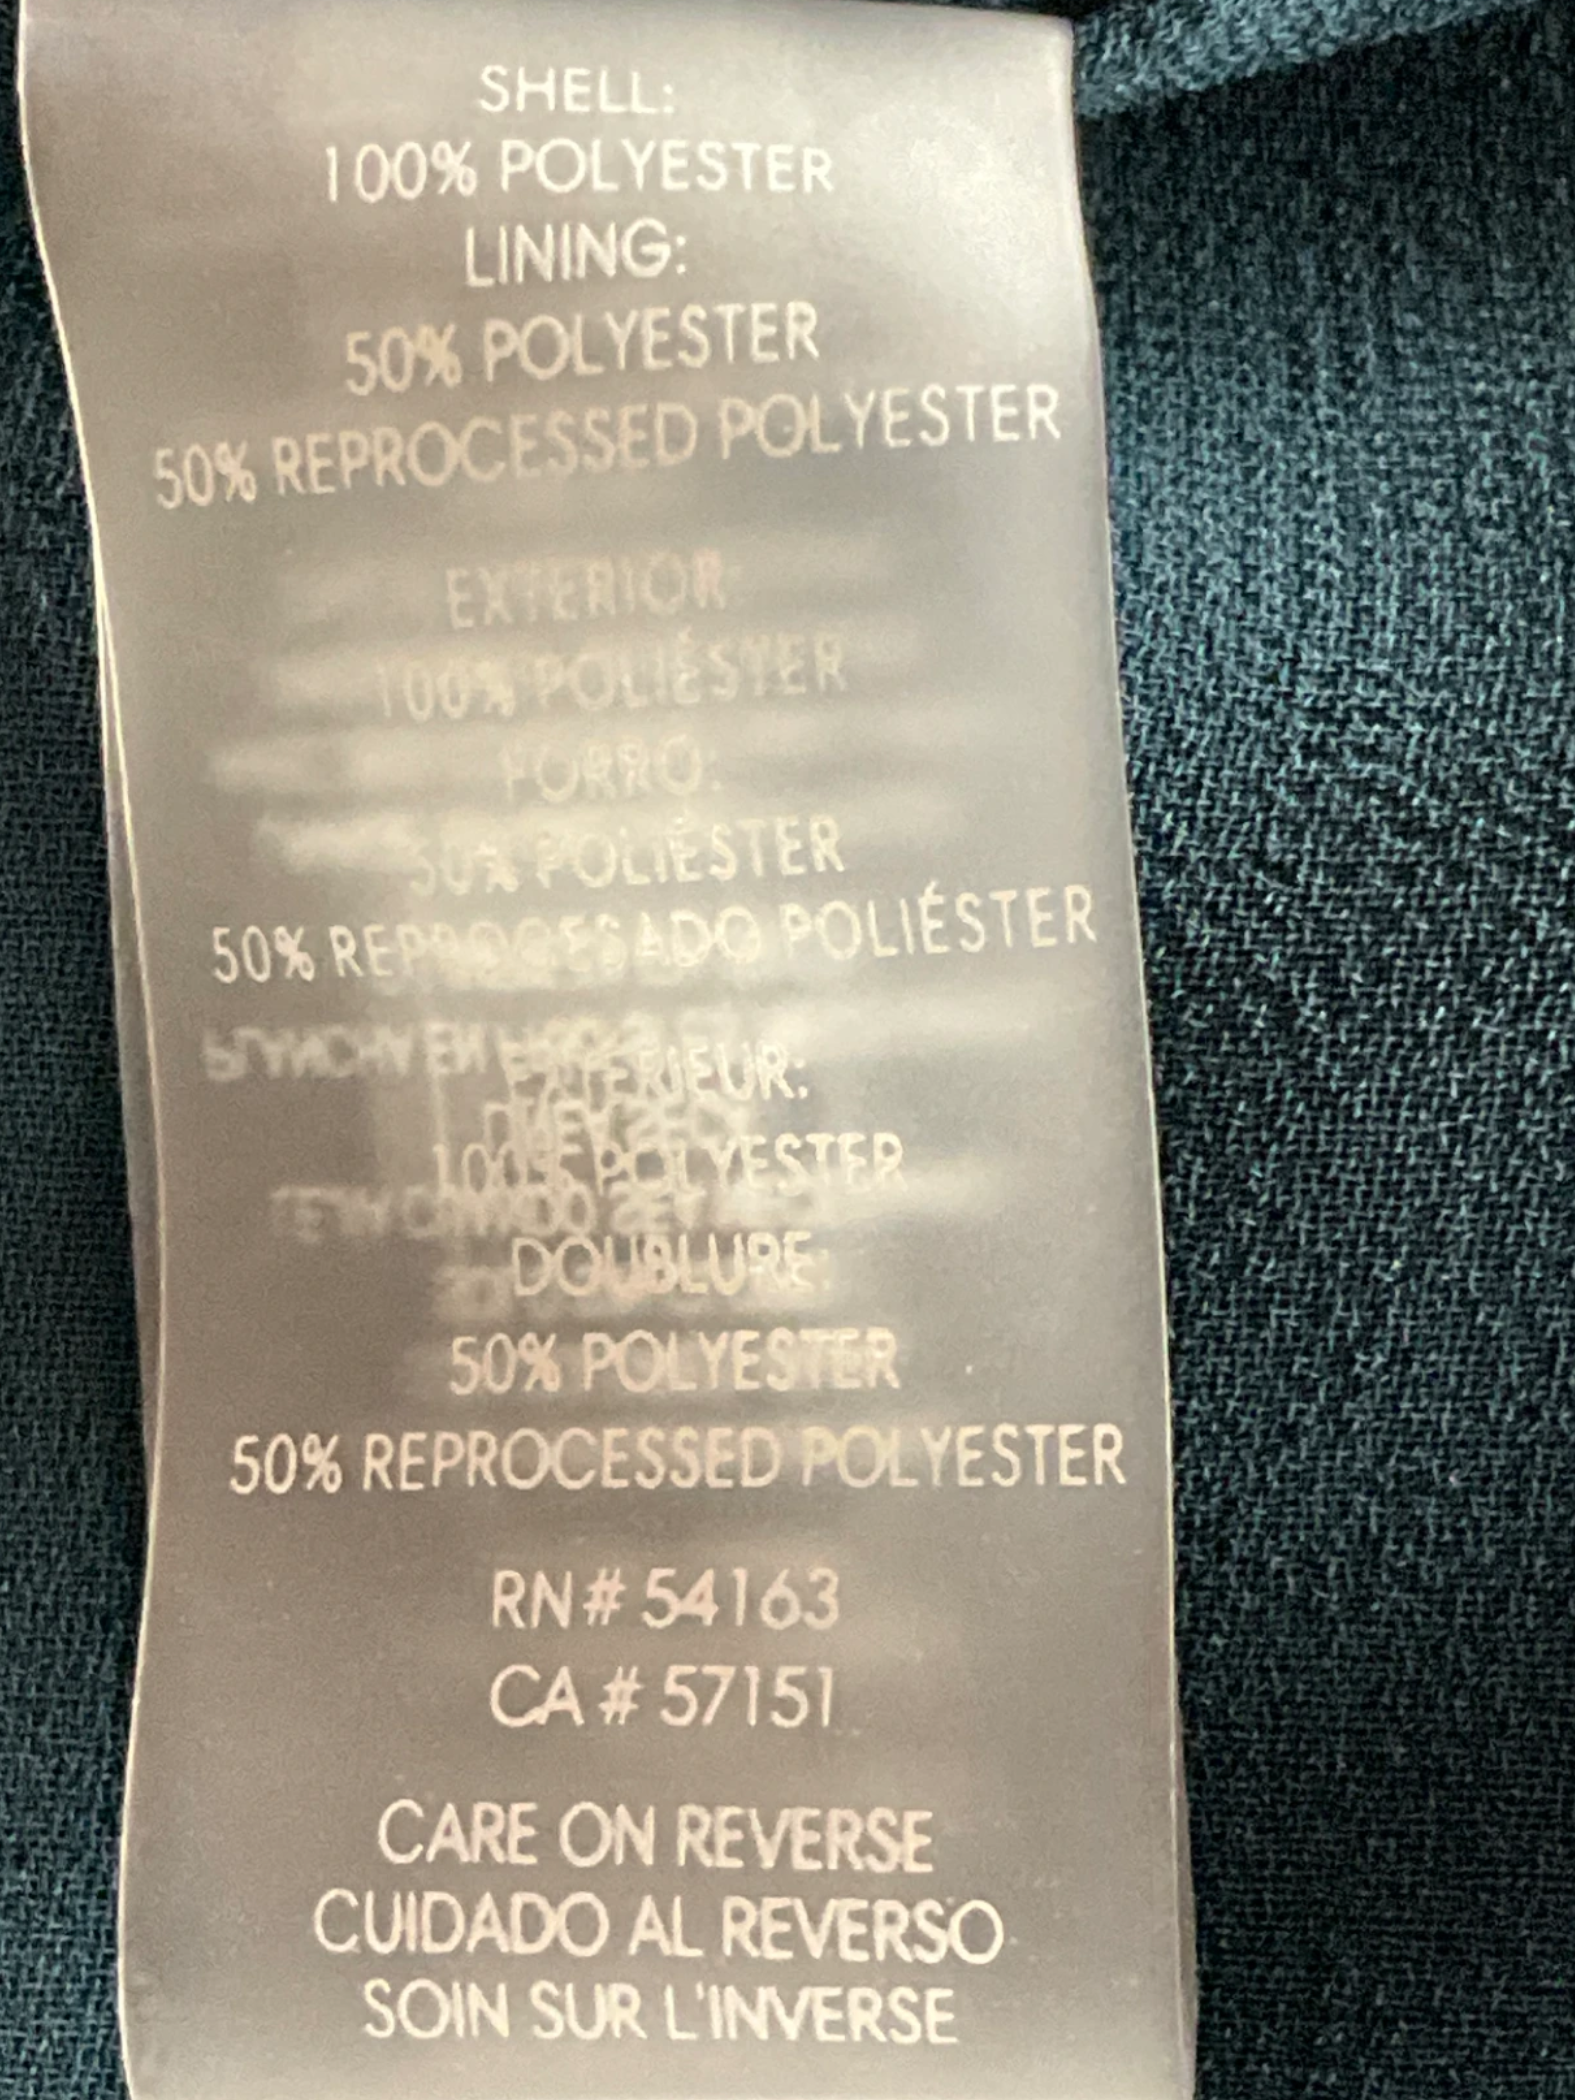 SHELL:
100% POLYESTER
LINING:
50% POLYESTER
50% REPROCESSED POLYESTER
EXTERIOR:
100% POLIÉSTER
FORRO:
50% POLIÉSTER
50% REPROCESADO POLIÉSTER
EXTÉRIEUR:
100% POLYESTER
DOUBLURE:
50% POLYESTER
50% REPROCESSED POLYESTER
RN# 54163
CA # 57151
CARE ON REVERSE
CUIDADO AL REVERSO
SOIN SUR L'INVERSE